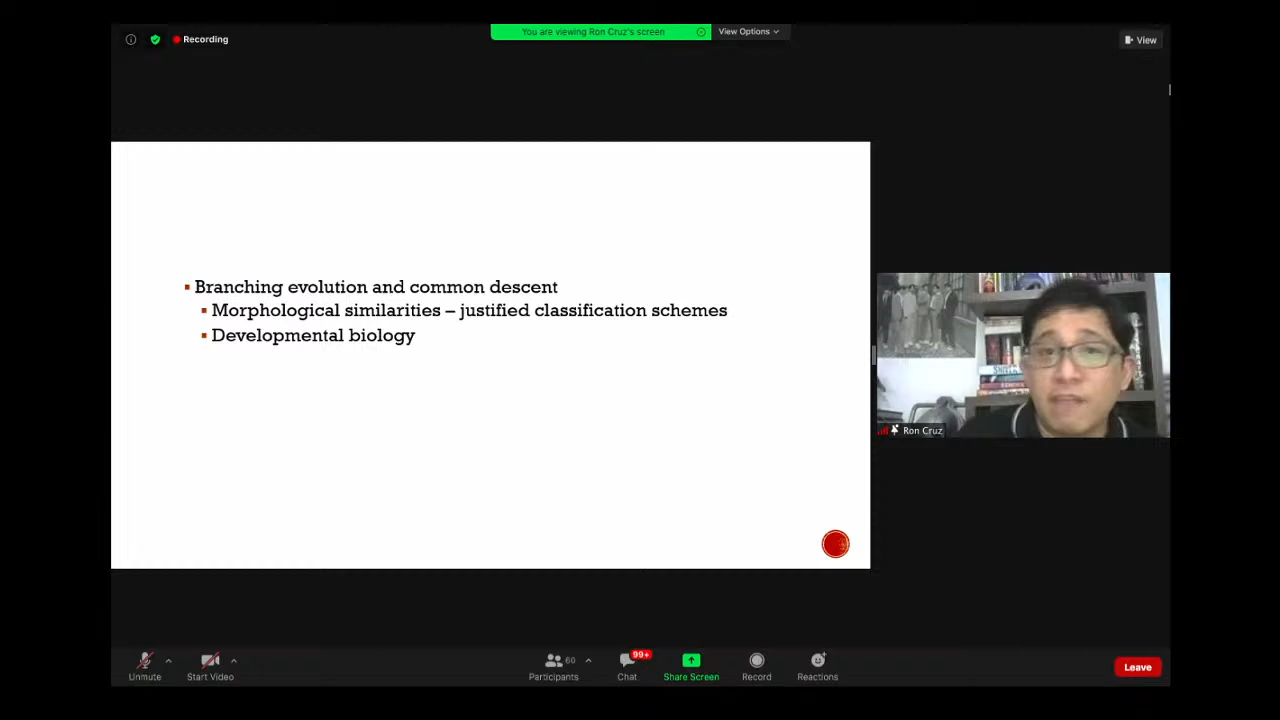 Recording
You are viewing Ron Cruz's screen
View Options
View
▪ Branching evolution and common descent
▪ Morphological similarities – justified classification schemes
▪ Developmental biology
Ron Cruz
Unmute
Start Video
60
Participants
99+
Chat
Share Screen
Record
Reactions
Leave